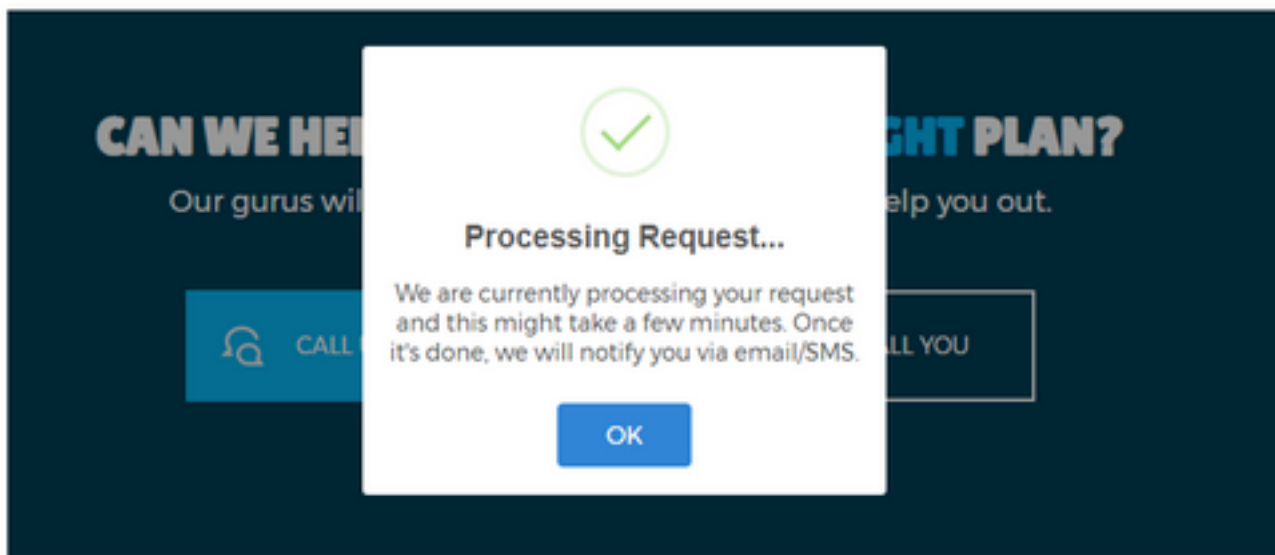 CAN WE HE GHT PLAN?
Our gurus wil elp you out.
Processing Request...
We are currently processing your request
and this might take a few minutes. Once
it's done, we will notify you via email/SMS.
CALL LL YOU
OK